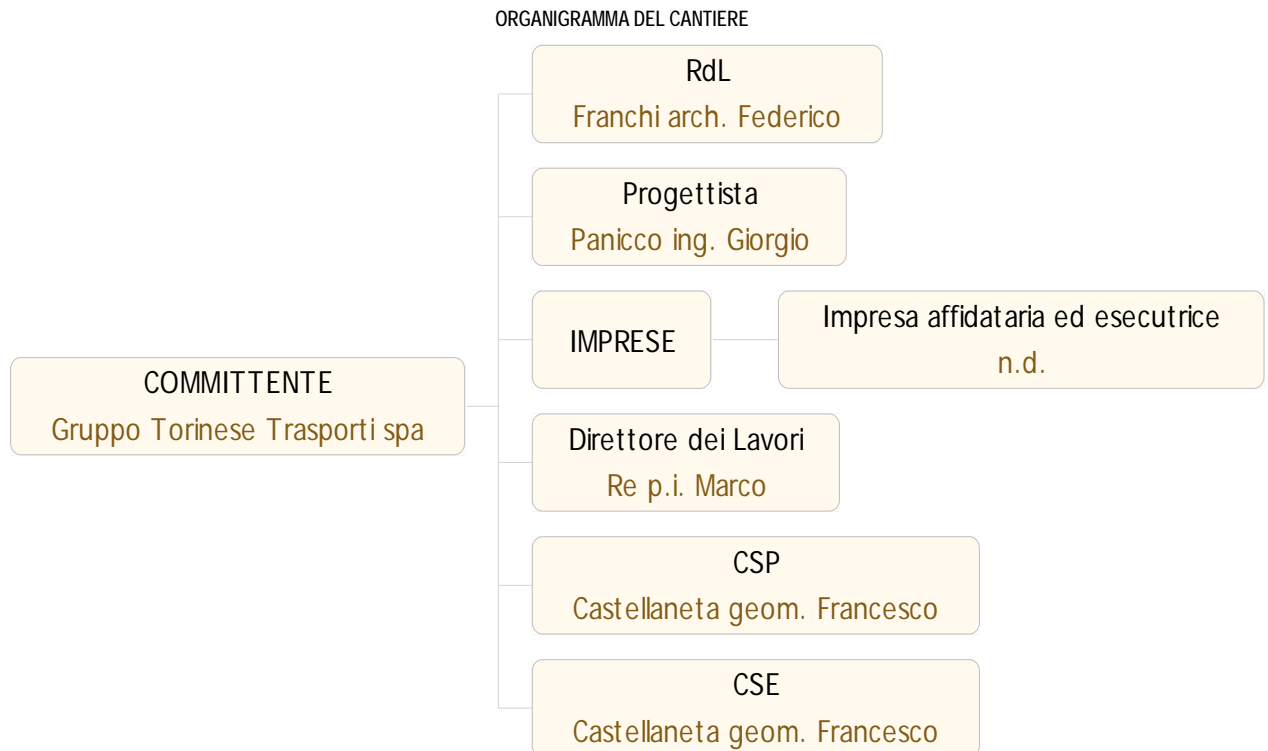 ORGANIGRAMMA DEL CANTIERE
RdL
Franchi arch. Federico
Progettista
Panicco ing. Giorgio
IMPRESE
Impresa affidataria ed esecutrice
n.d.
COMMITTENTE
Gruppo Torinese Trasporti spa
Direttore dei Lavori
Re p.i. Marco
CSP
Castellaneta geom. Francesco
CSE
Castellaneta geom. Francesco